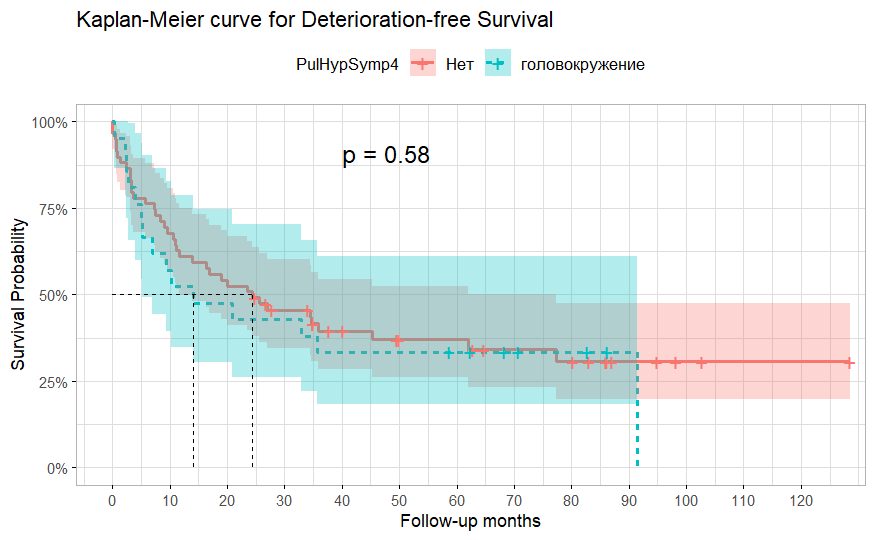 Kaplan-Meier curve for Deterioration-free Survival
PulHypSymp4 Нет головокружение
p = 0.58
Survival Probability
100%
75%
50%
25%
0%
0 10 20 30 40 50 60 70 80 90 100 110 120
Follow-up months